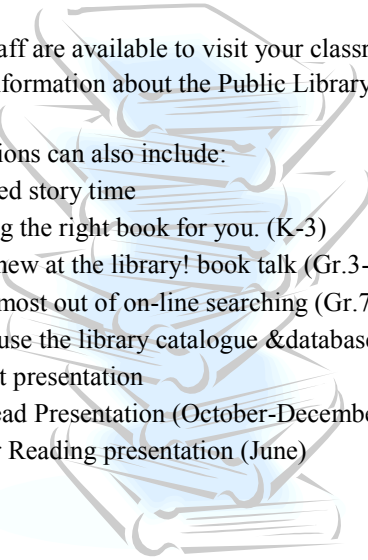 aff are available to visit your classr
nformation about the Public Library
ions can also include:
ed story time
g the right book for you. (K-3)
new at the library! book talk (Gr.3-
most out of on-line searching (Gr.7
use the library catalogue &database
t presentation
ead Presentation (October-Decembe
y Reading presentation (June)